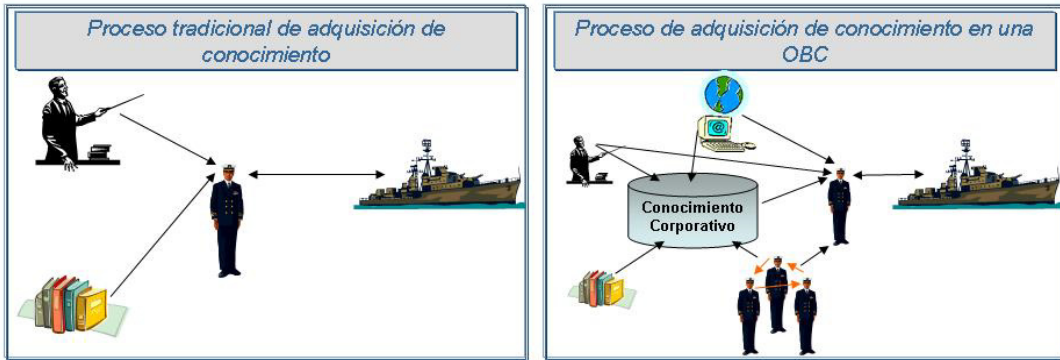 Proceso tradicional de adquisición de
conocimiento
Proceso de adquisición de conocimiento en una
OBC
@
Conocimiento
Corporativo